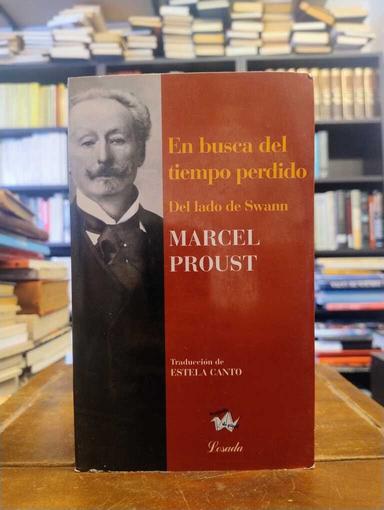 En busca del
tiempo perdido
Del lado de Swann
MARCEL
PROUST
Traducción de
ESTELA CANTO
Losada